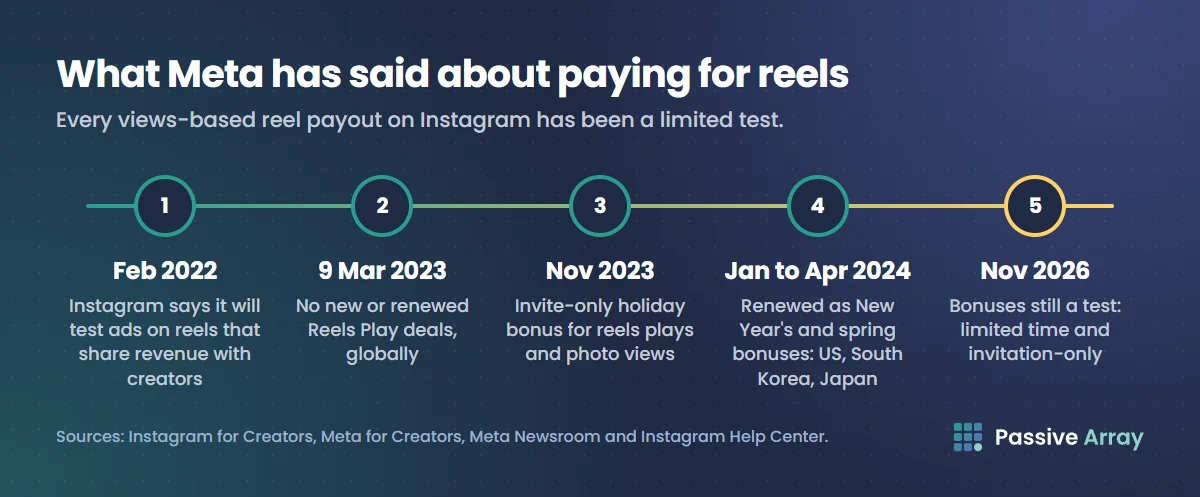 What Meta has said about paying for reels
Every views-based reel payout on Instagram has been a limited test.
1
2
3
4
5
Feb 2022
Instagram says it will
test ads on reels that
share revenue with
creators
9 Mar 2023
No new or renewed
Reels Play deals,
globally
Nov 2023
Invite-only holiday
bonus for reels plays
and photo views
Jan to Apr 2024
Renewed as New
Year's and spring
bonuses: US, South
Korea, Japan
Nov 2026
Bonuses still a test:
limited time and
invitation-only
Sources: Instagram for Creators, Meta for Creators, Meta Newsroom and Instagram Help Center.
Passive Array